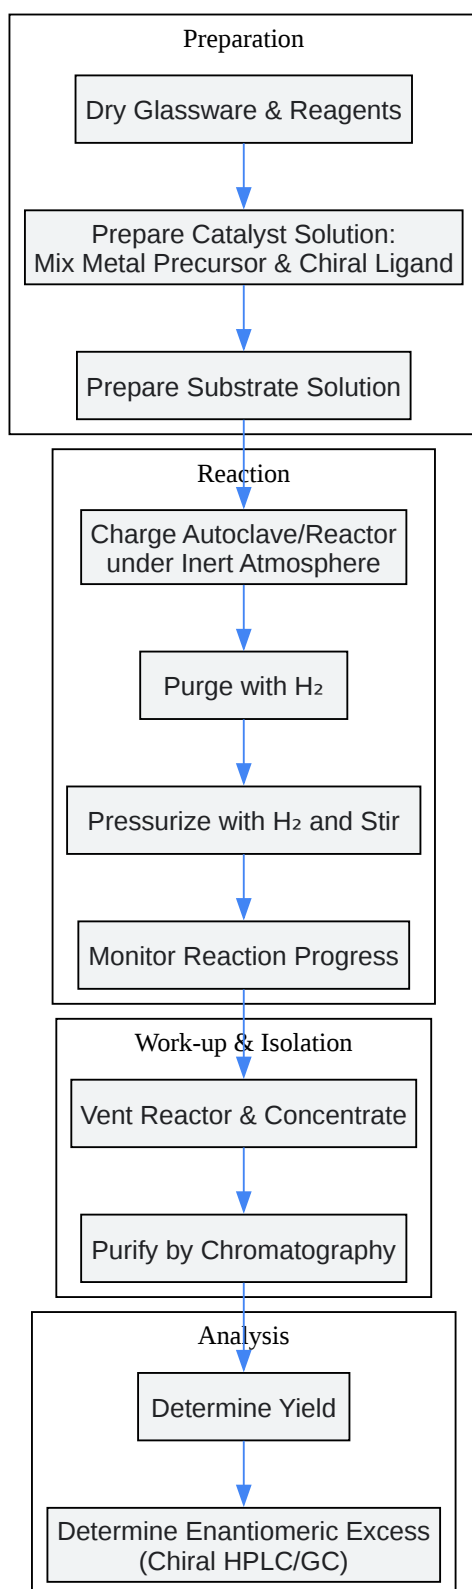 Preparation
Dry Glassware & Reagents
Prepare Catalyst Solution:
Mix Metal Precursor & Chiral Ligand
Prepare Substrate Solution
Reaction
Charge Autoclave/Reactor
under Inert Atmosphere
Purge with H₂
Pressurize with H₂ and Stir
Monitor Reaction Progress
Work-up & Isolation
Vent Reactor & Concentrate
Purify by Chromatography
Analysis
Determine Yield
Determine Enantiomeric Excess
(Chiral HPLC/GC)